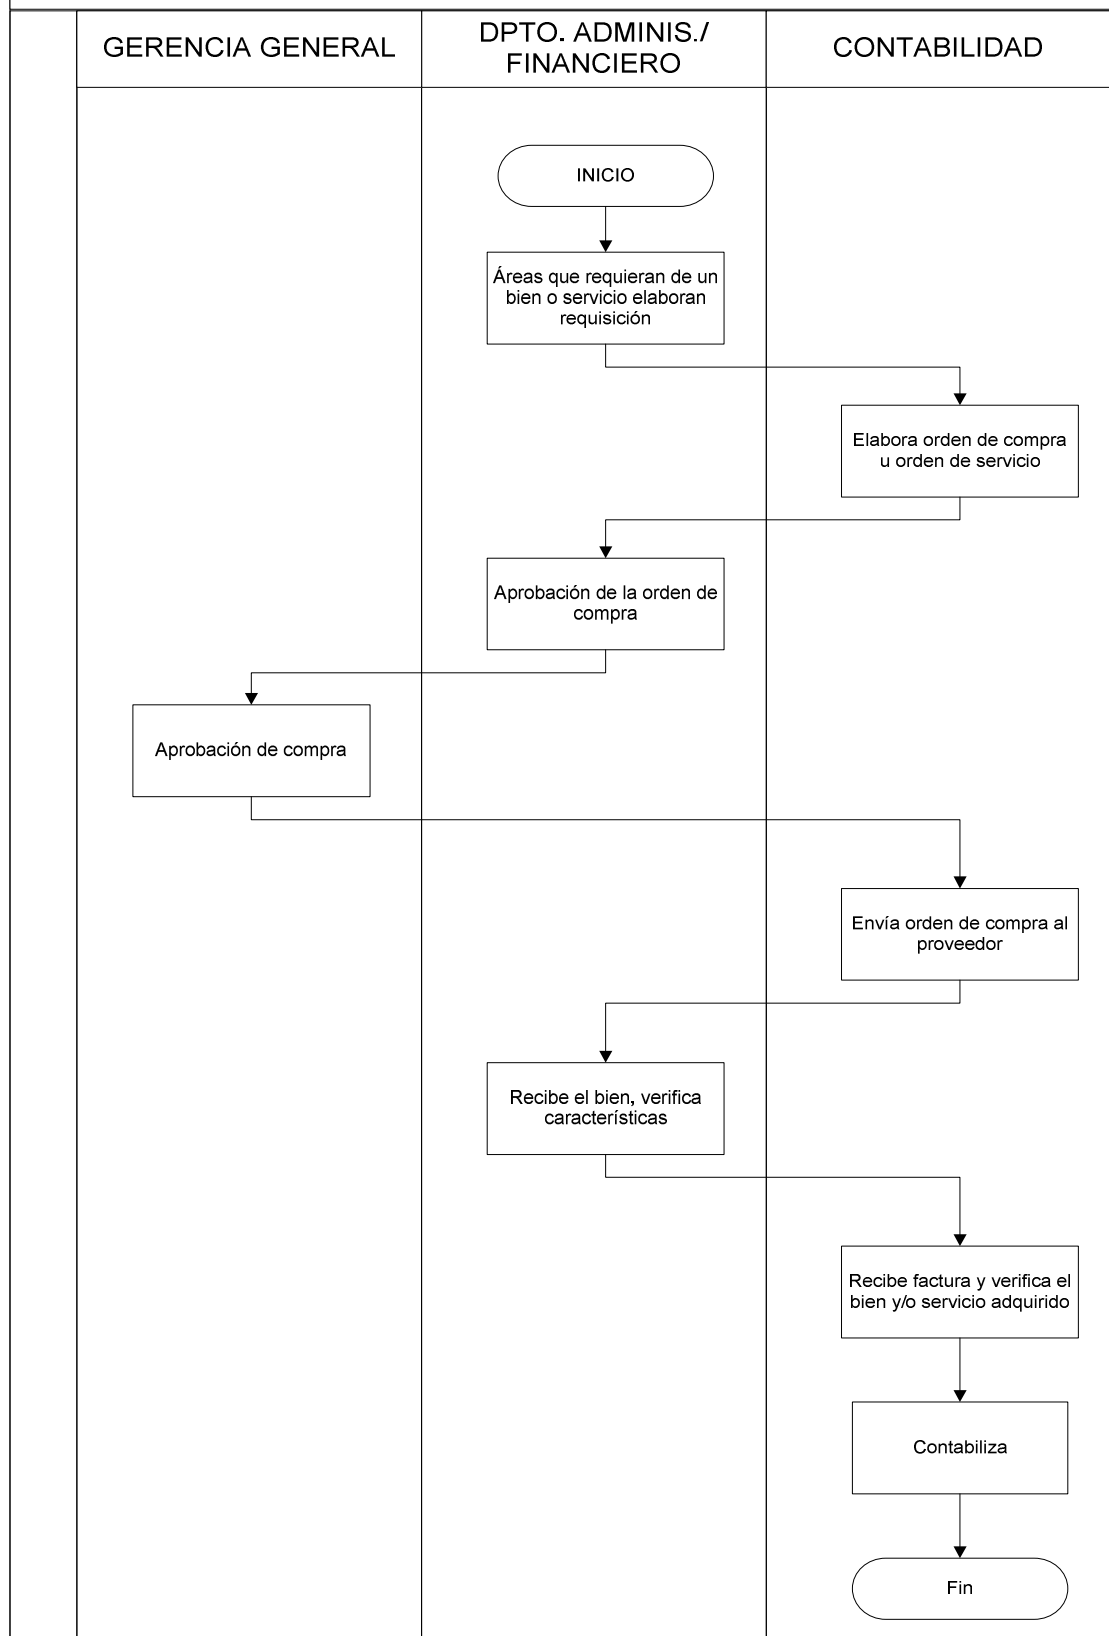 GERENCIA GENERAL
DPTO. ADMINIS./
FINANCIERO
CONTABILIDAD
INICIO
Áreas que requieran de un
bien o servicio elaboran
requisición
Elabora orden de compra
u orden de servicio
Aprobación de la orden de
compra
Aprobación de compra
Envía orden de compra al
proveedor
Recibe el bien, verifica
características
Recibe factura y verifica el
bien y/o servicio adquirido
Contabiliza
Fin